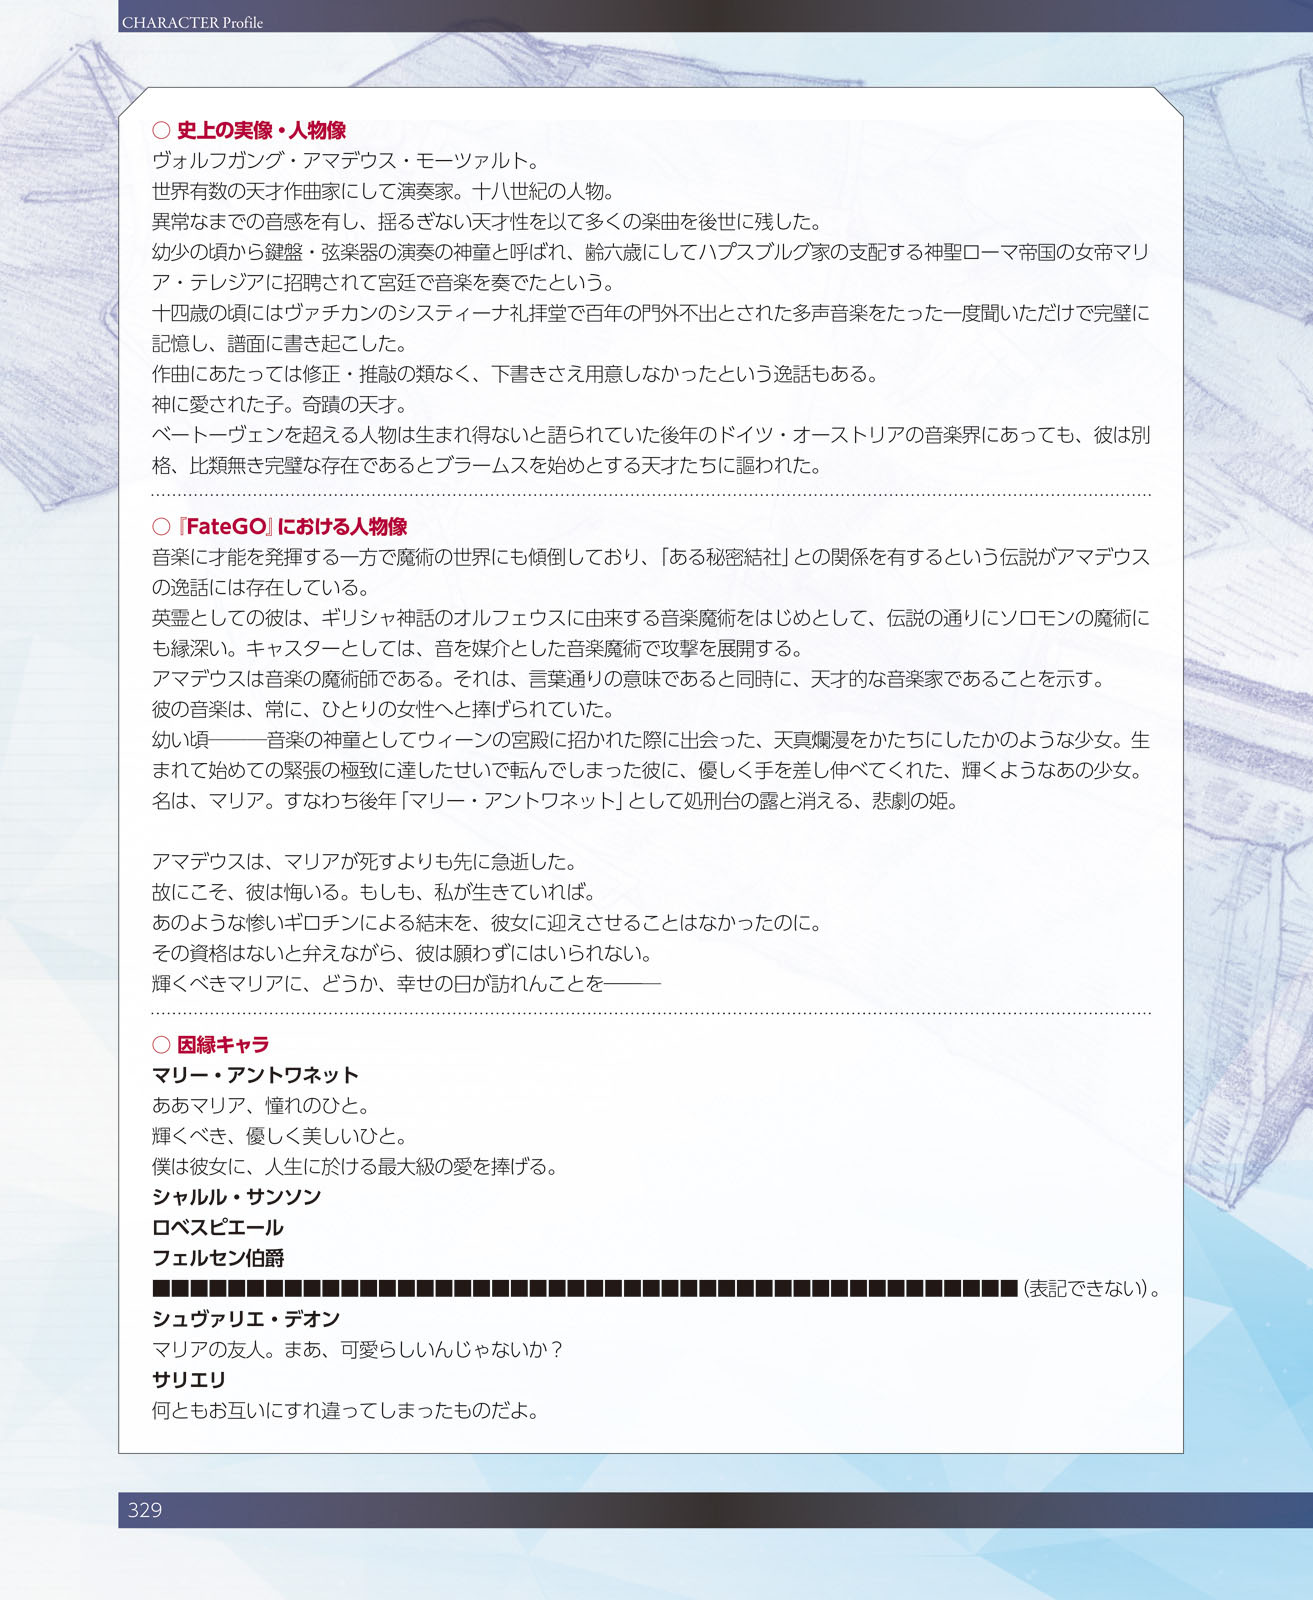 CHARACTER Profile
○ 史上の実像・人物像
ヴォルフガング・アマデウス・モーツァルト。
世界有数の天才作曲家にして演奏家。十八世紀の人物。
異常なまでの音感を有し、揺るぎない天才性を以て多くの楽曲を後世に残した。
幼少の頃から鍵盤・弦楽器の演奏の神童と呼ばれ、齢六歳にしてハプスブルグ家の支配する神聖ローマ帝国の女帝マリ
ア・テレジアに招聘されて宮廷で音楽を奏でたという。
十四歳の頃にはヴァチカンのシスティーナ礼拝堂で百年の門外不出とされた多声音楽をたった一度聞いただけで完璧に
記憶し、譜面に書き起こした。
作曲にあたっては修正・推敲の類なく、下書きさえ用意しなかったという逸話もある。
神に愛された子。奇蹟の天才。
ベートーヴェンを超える人物は生まれ得ないと語られていた後年のドイツ・オーストリアの音楽界にあっても、彼は別
格、比類無き完璧な存在であるとブラームスを始めとする天才たちに謳われた。
○『FateGO』における人物像
音楽に才能を発揮する一方で魔術の世界にも傾倒しており、「ある秘密結社」との関係を有するという伝説がアマデウス
の逸話には存在している。
英霊としての彼は、ギリシャ神話のオルフェウスに由来する音楽魔術をはじめとして、伝説の通りにソロモンの魔術に
も縁深い。キャスターとしては、音を媒介とした音楽魔術で攻撃を展開する。
アマデウスは音楽の魔術師である。それは、言葉通りの意味であると同時に、天才的な音楽家であることを示す。
彼の音楽は、常に、ひとりの女性へと捧げられていた。
幼い頃———音楽の神童としてウィーンの宮殿に招かれた際に出会った、天真爛漫をかたちにしたかのような少女。生
まれて始めての緊張の極致に達したせいで転んでしまった彼に、優しく手を差し伸べてくれた、輝くようなあの少女。
名は、マリア。すなわち後年「マリー・アントワネット」として処刑台の露と消える、悲劇の姫。
アマデウスは、マリアが死すよりも先に急逝した。
故にこそ、彼は悔いる。もしも、私が生きていれば。
あのような惨いギロチンによる結末を、彼女に迎えさせることはなかったのに。
その資格はないと弁えながら、彼は願わずにはいられない。
輝くべきマリアに、どうか、幸せの日が訪れんことを———
○ 因縁キャラ
マリー・アントワネット
ああマリア、憧れのひと。
輝くべき、優しく美しいひと。
僕は彼女に、人生に於ける最大級の愛を捧げる。
シャルル・サンソン
ロベスピエール
フェルセン伯爵
■■■■■■■■■■■■■■■■■■■■■■■■■■■■■■■■■■■■■■■■■■■■■■(表記できない)。
シュヴァリエ・デオン
マリアの友人。まあ、可愛らしいんじゃないか？
サリエリ
何ともお互いにすれ違ってしまったものだよ。
329